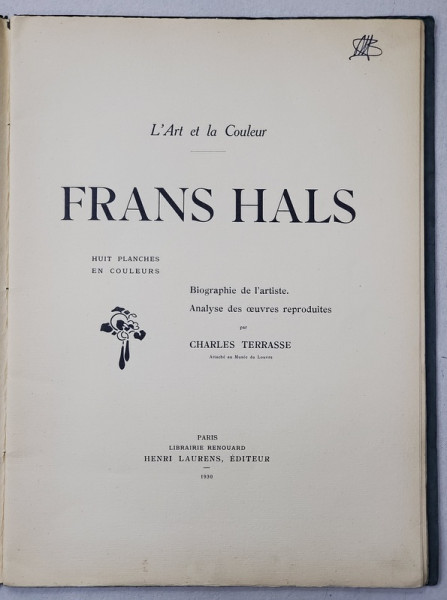 L'Art et la Couleur
FRANS HALS
HUIT PLANCHES
EN COULEURS
Biographie de l'artiste.
Analyse des œuvres reproduites
par
CHARLES TERRASSE
Attaché au Musée du Louvre
PARIS
LIBRAIRIE RENOUARD
HENRI LAURENS, ÉDITEUR
1930